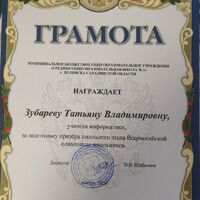 ГРАМОТА
МУНИЦИПАЛЬНОЕ БЮДЖЕТНОЕ ОБЩЕОБРАЗОВАТЕЛЬНОЕ УЧРЕЖДЕНИЕ
«СРЕДНЯЯ ОБЩЕОБРАЗОВАТЕЛЬНАЯ ШКОЛА №
Г. ДОЛИНСКА САХАЛИНСКОЙ ОБЛАСТИ
НАГРАЖДАЕТ
Зубареву Татьяну Владимировну,
учителя информатики,
за подготовку призёра школьного этапа Всероссийской
олимпиады школьников.
Директор